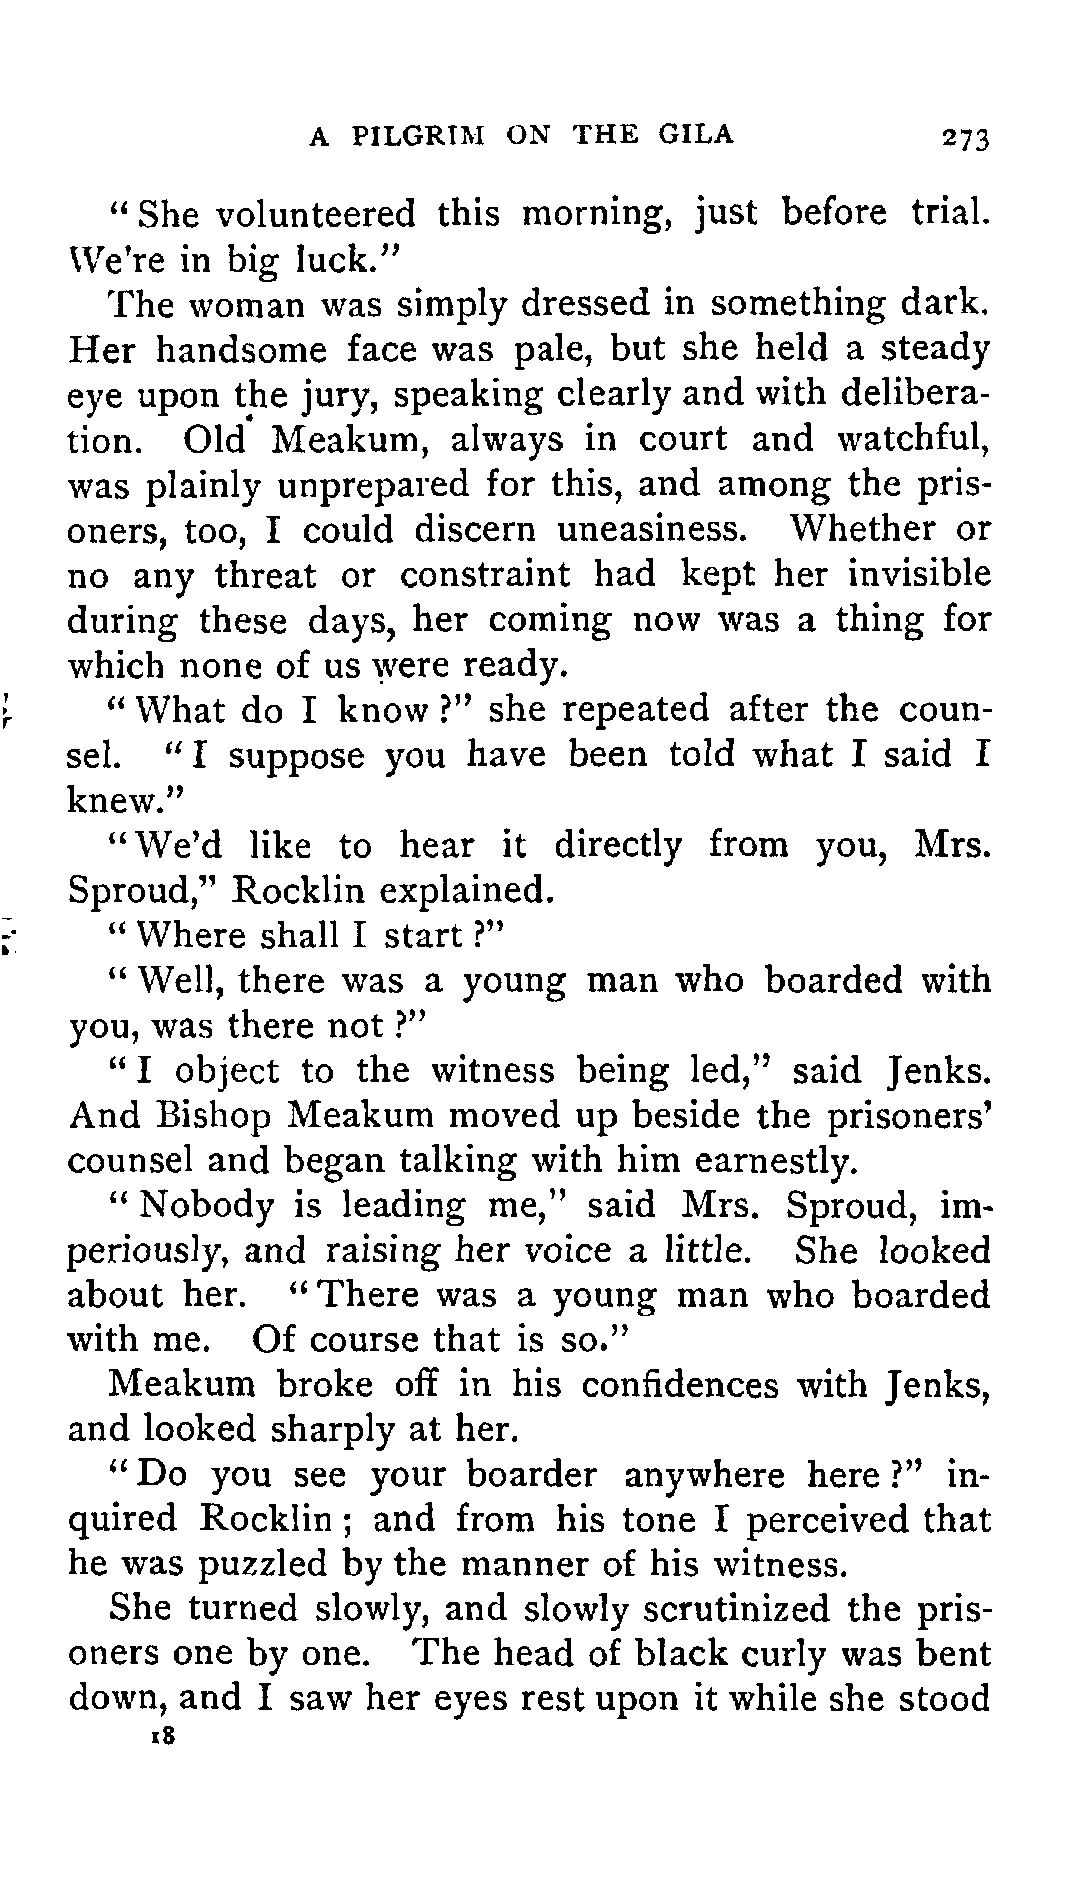 A PILGRIM ON THE GILA 273
"She volunteered this morning, just before trial.
We're in big luck."
The woman was simply dressed in something dark.
Her handsome face was pale, but she held a steady
eye upon the jury, speaking clearly and with delibera-
tion. Old Meakum, always in court and watchful,
was plainly unprepared for this, and among the pris-
oners, too, I could discern uneasiness. Whether or
no any threat or constraint had kept her invisible
during these days, her coming now was a thing for
which none of us were ready.
"What do I know?" she repeated after the coun-
sel. "I suppose you have been told what I said I
knew."
"We'd like to hear it directly from you, Mrs.
Sproud," Rocklin explained.
"Where shall I start?"
"Well, there was a young man who boarded with
you, was there not?"
"I object to the witness being led," said Jenks.
And Bishop Meakum moved up beside the prisoners'
counsel and began talking with him earnestly.
"Nobody is leading me," said Mrs. Sproud, im-
periously, and raising her voice a little. She looked
about her. "There was a young man who boarded
with me. Of course that is so."
Meakum broke off in his confidences with Jenks,
and looked sharply at her.
"Do you see your boarder anywhere here?" in-
quired Rocklin; and from his tone I perceived that
he was puzzled by the manner of his witness.
She turned slowly, and slowly scrutinized the pris-
oners one by one. The head of black curly was bent
down, and I saw her eyes rest upon it while she stood
18